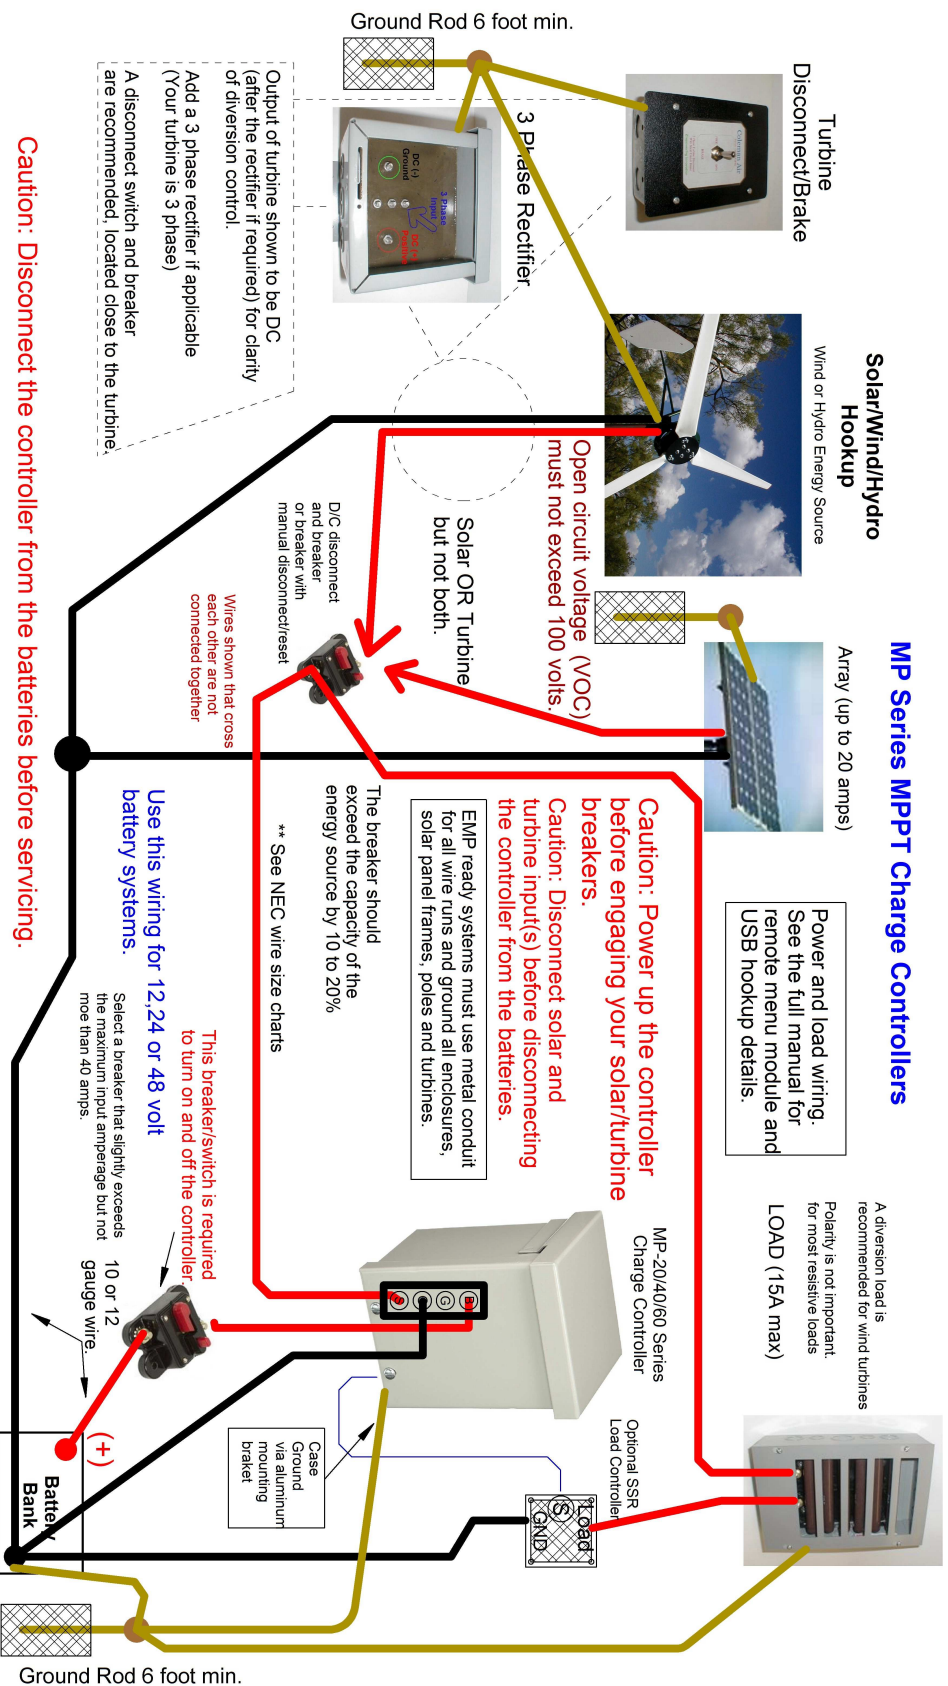 MP Series MPPT Charge Controllers
Solar/Wind/Hydro
Hookup
Wind or Hydro Energy Source
Turbine
Disconnect/Brake
Ground Rod 6 foot min.
3 Phase Rectifier
DC (-)
Ground
3 Phase
Input
DC (+)
Positive
Output of turbine shown to be DC
(after the rectifier if required) for clarity
of diversion control.
Add a 3 phase rectifier if applicable
(Your turbine is 3 phase)
A disconnect switch and breaker
are recommended, located close to the turbine.
Array (up to 20 amps)
Open circuit voltage (VOC)
must not exceed 100 volts.
Solar OR Turbine
but not both.
D/C disconnect
and breaker
or breaker with
manual disconnect/reset
Wires shown that cross
each other are not
connected together
Power and load wiring.
See the full manual for
remote menu module and
USB hookup details.
Caution: Power up the controller
before engaging your solar/turbine
breakers.
Caution: Disconnect solar and
turbine input(s) before disconnecting
the controller from the batteries.
EMP ready systems must use metal conduit
for all wire runs and ground all enclosures,
solar panel frames, poles and turbines.
The breaker should
exceed the capacity of the
energy source by 10 to 20%
** See NEC wire size charts
Use this wiring for 12,24 or 48 volt
battery systems.
This breaker/switch is required
to turn on and off the controller.
Select a breaker that slightly exceeds
the maximum input amperage but not
moe than 40 amps.
10 or 12
gauge wire.
A diversion load is
recommended for wind turbines
Polarity is not important.
for most resistive loads
LOAD (15A max)
MP-20/40/60 Series
Charge Controller
B
G
S
Optional SSR
Load Controller
Load
S
GND
Case
Ground
via aluminum
mounting
braket
(+)
Battery
Bank
Ground Rod 6 foot min.
Caution: Disconnect the controller from the batteries before servicing.